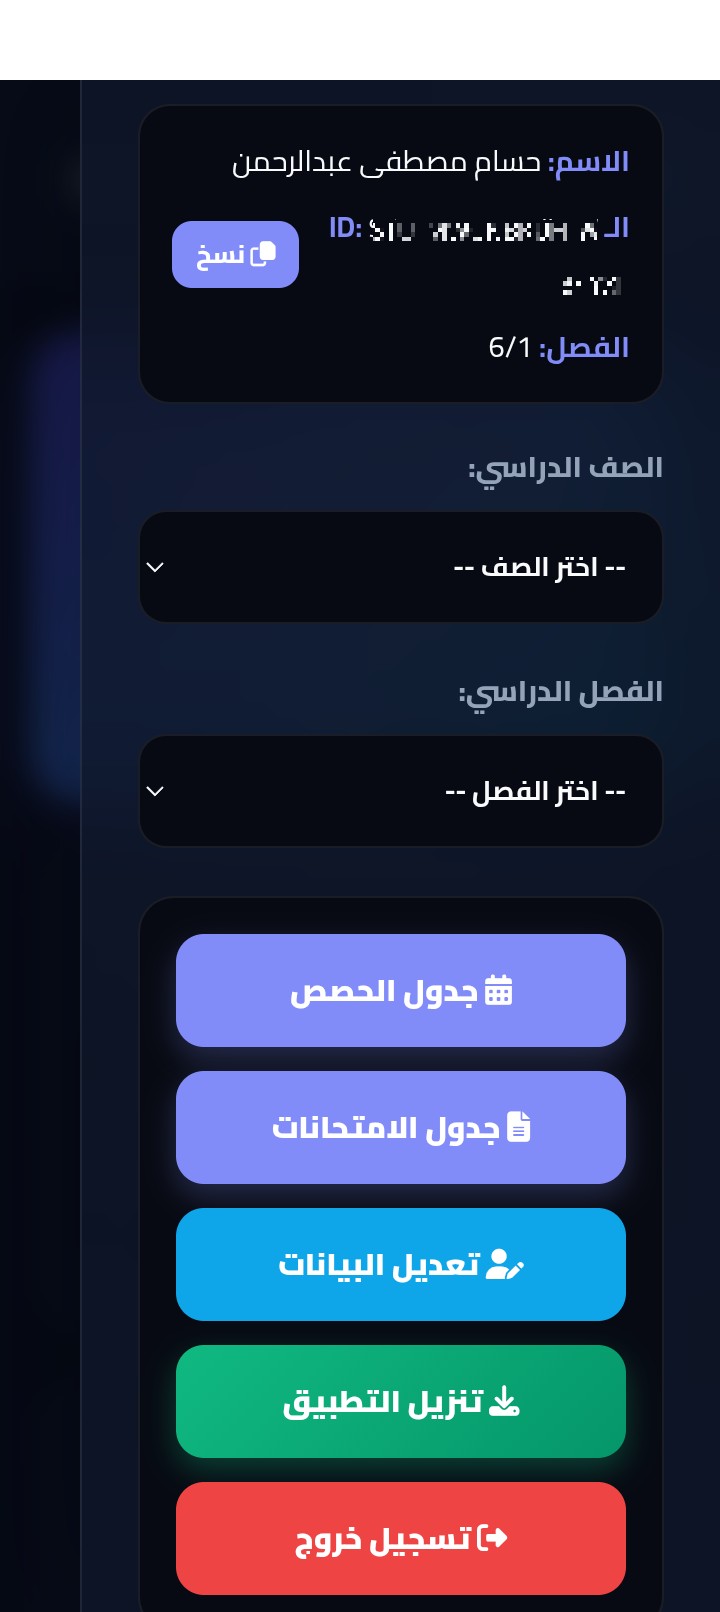 الاسم: حسام مصطفى عبدالرحمن
الـ ID:
نسخ
الفصل: 6/1
الصف الدراسي:
-- اختر الصف --
الفصل الدراسي:
-- اختر الفصل --
جدول الحصص
جدول الامتحانات
تعديل البيانات
تنزيل التطبيق
تسجيل خروج